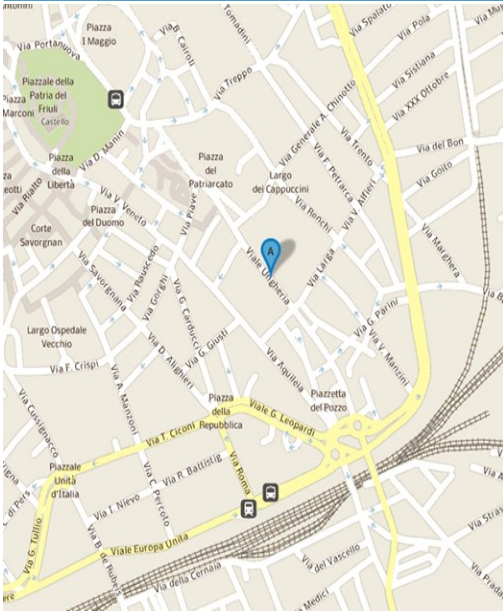 Piazza
I Maggio
Via B. Cairoli
Tomadini
Via Spalato
Via Pola
Via Portanuova
Via Sistiana
Piazzale della
Patria del
Friuli
Castello
Via Treppo
Via XXX Ottobre
Piazza
Marconi
Via Generale A. Chinotto
Via D. Manin
Via Trento
Via del Bon
Piazza
della
Libertà
Piazza
del
Patriarcato
Largo
dei Cappuccini
Via F. Petrarca
Via Goito
Via Rialto
Via V. Alfieri
Via V. Veneto
Via Piave
Via Ronchi
Piazza
del Duomo
Corte
Savorgnan
A
Viale Ungheria
Via Larga
Via Marghera
Via Savorgnana
Via Rauscedo
Via Gorghi
Via G. Carducci
Via G. Parini
Largo Ospedale
Vecchio
Via G. Giusti
Via V. Manzini
Via D. Alighieri
Via Aquileia
Via F. Crispi
Via A. Manzoni
Piazza
della
Repubblica
Piazzetta
del Pozzo
Viale G. Leopardi
Via Cussignacco
Via T. Ciconi
Via R. Battistig
Via Roma
Piazzale
Unità
d'Italia
Via C. Percoto
Via I. Nievo
Via G. Tullio
Viale Europa Unita
Via B. de Rubeis
Via del Vascello
Via della Cernaia